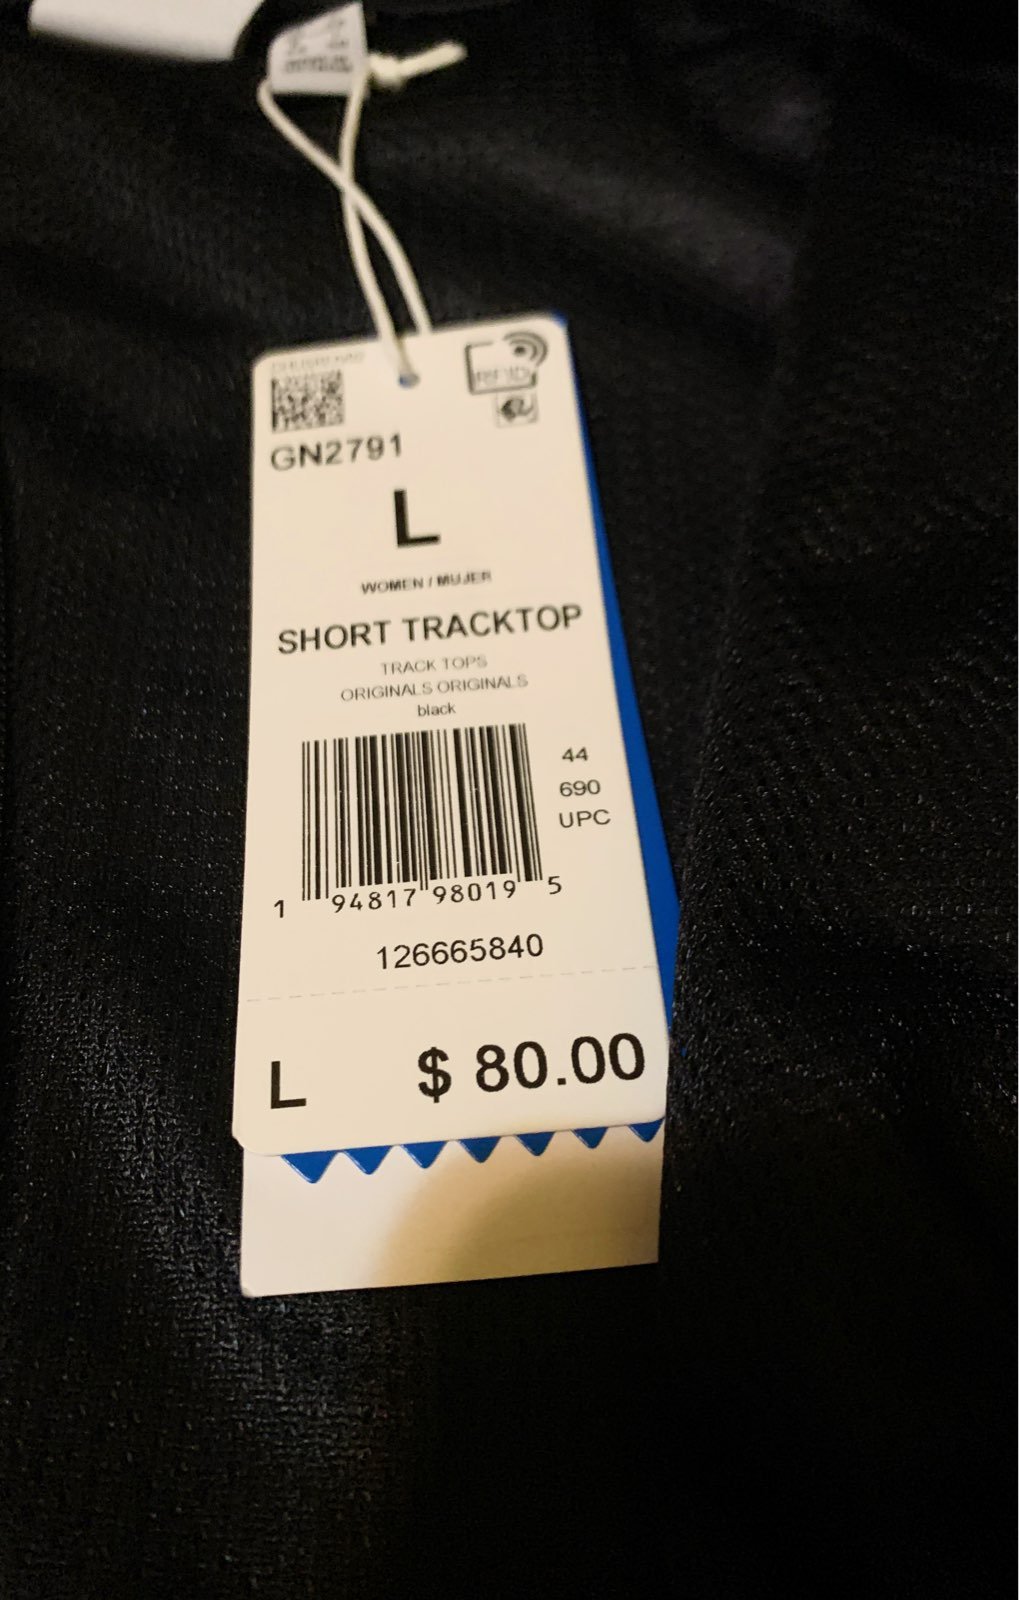 RFID
GN2791
L
WOMEN / MUJER
SHORT TRACKTOP
TRACK TOPS
ORIGINALS ORIGINALS
black
44
690
UPC
1 94817 98019 5
126665840
L $ 80.00